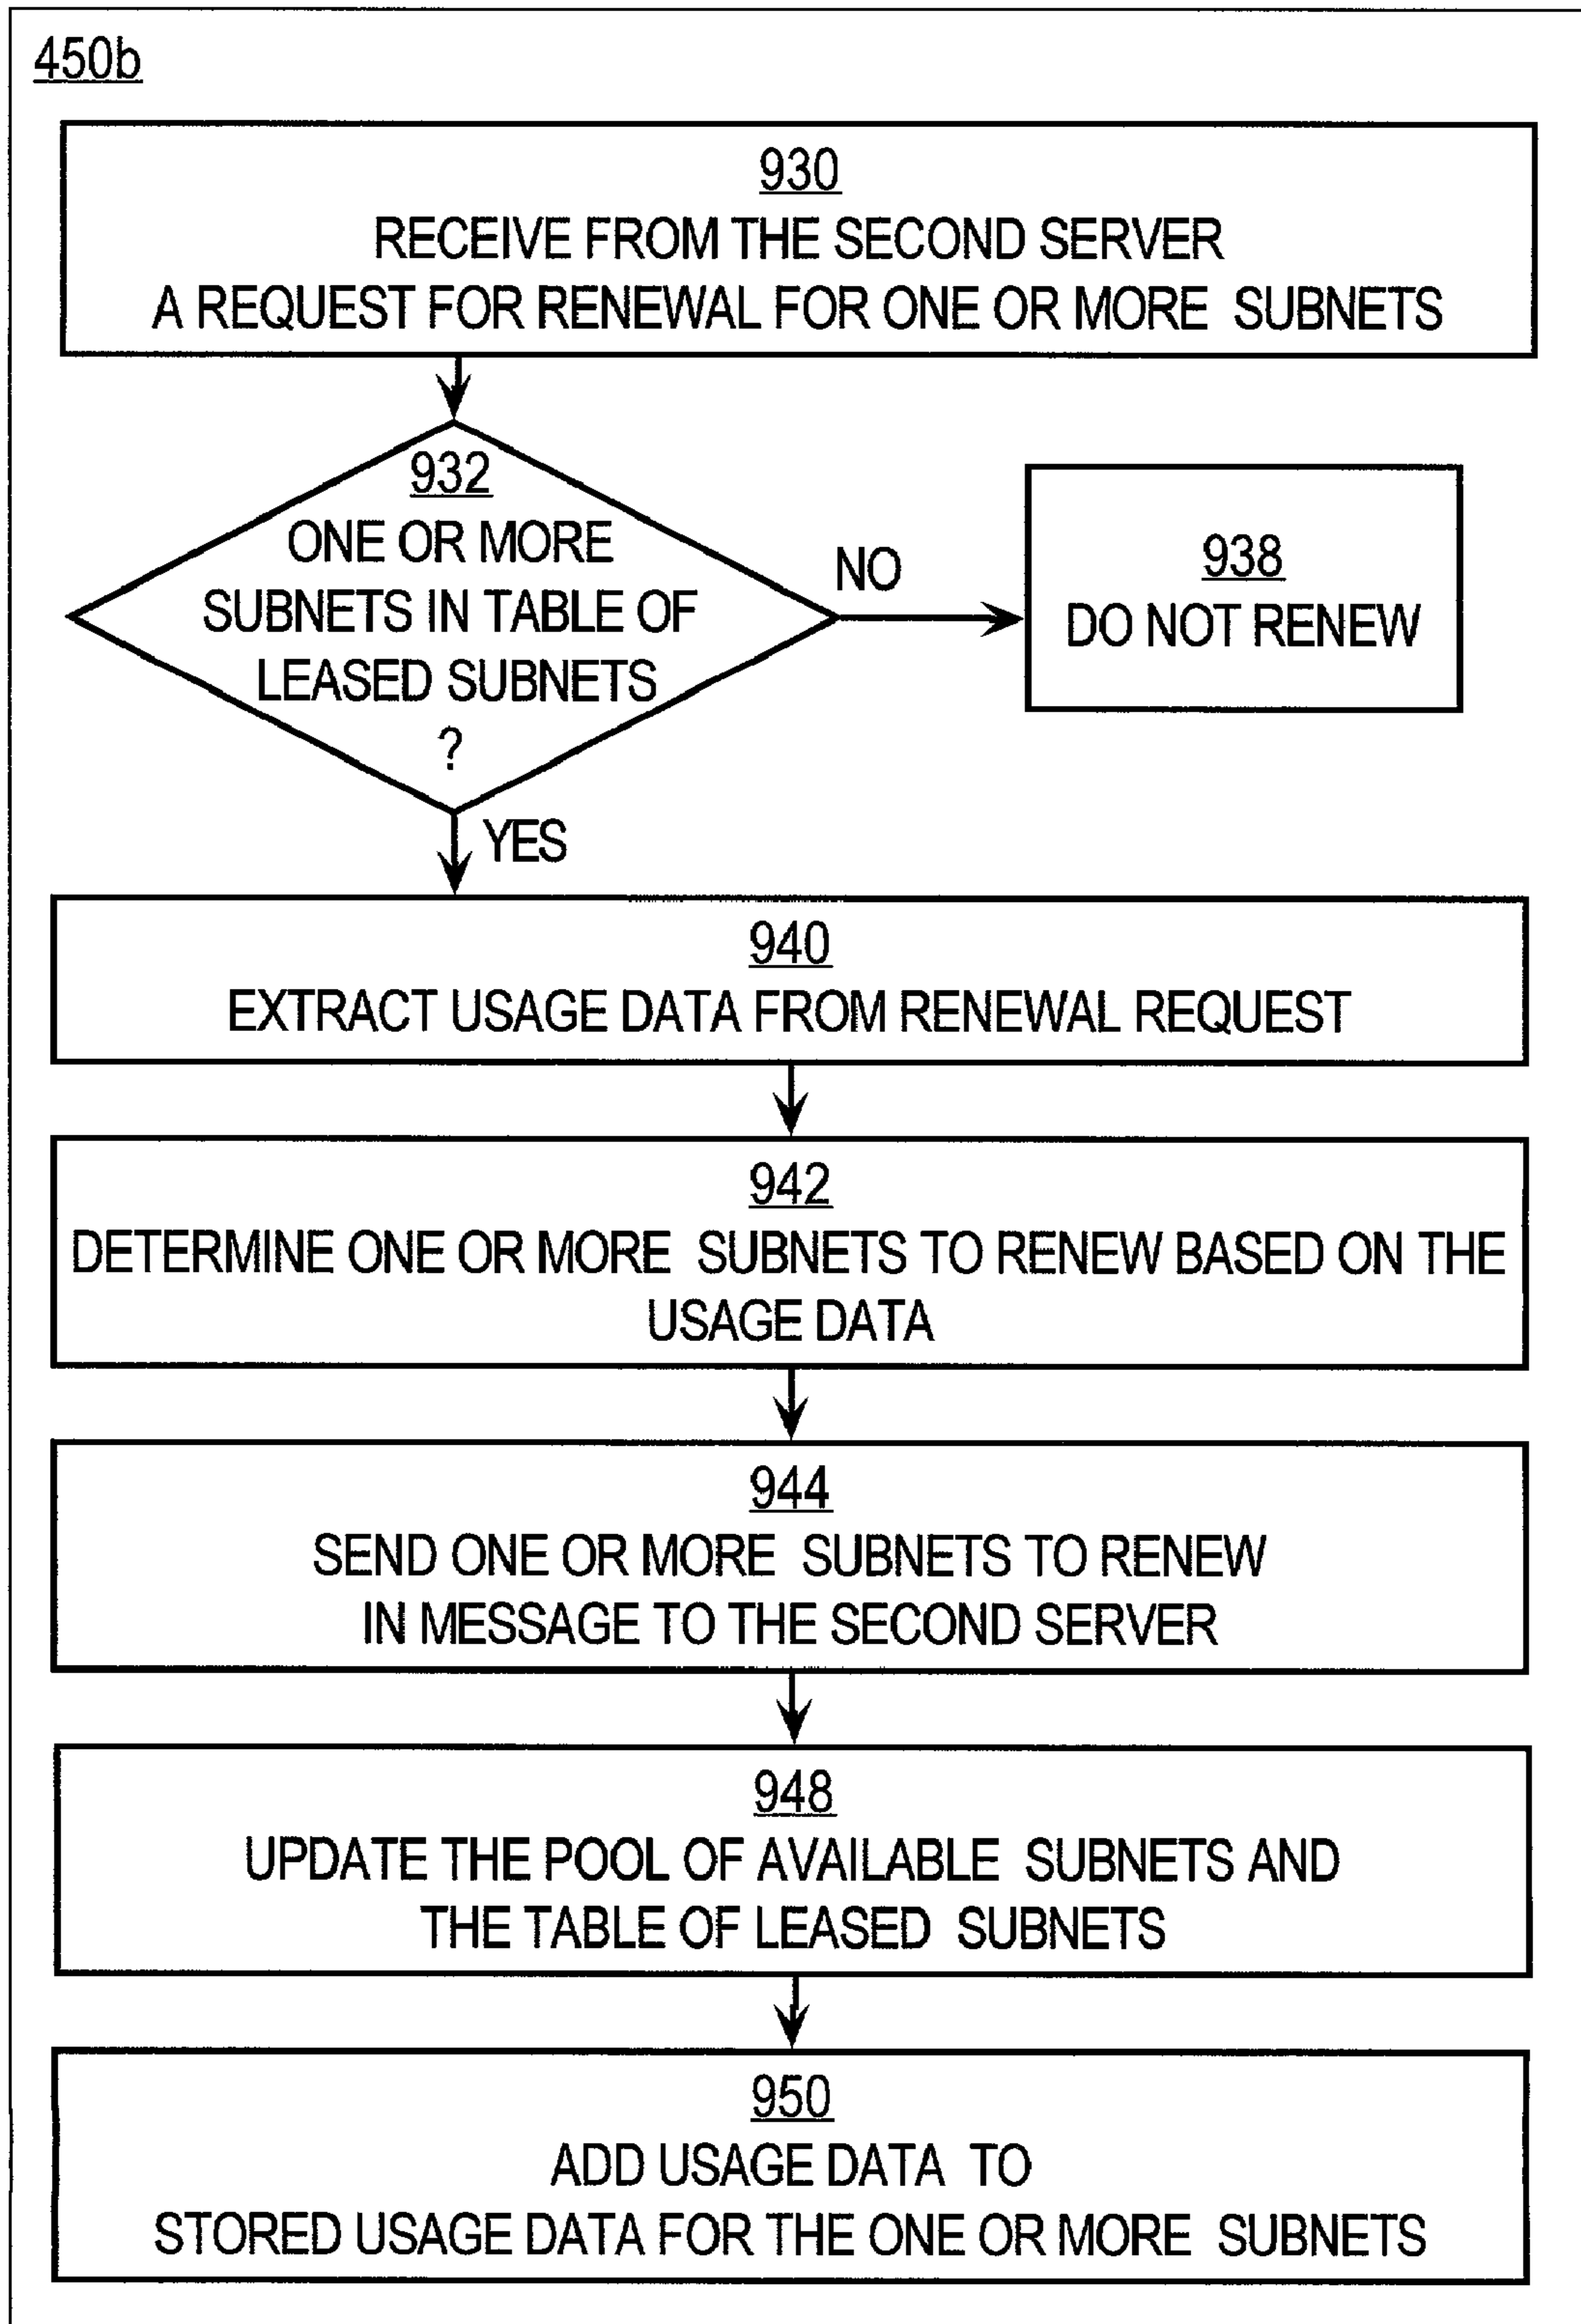 450b
930
RECEIVE FROM THE SECOND SERVER
A REQUEST FOR RENEWAL FOR ONE OR MORE SUBNETS
932
ONE OR MORE
SUBNETS IN TABLE OF
LEASED SUBNETS
?
NO
938
DO NOT RENEW
YES
940
EXTRACT USAGE DATA FROM RENEWAL REQUEST
942
DETERMINE ONE OR MORE SUBNETS TO RENEW BASED ON THE
USAGE DATA
944
SEND ONE OR MORE SUBNETS TO RENEW
IN MESSAGE TO THE SECOND SERVER
948
UPDATE THE POOL OF AVAILABLE SUBNETS AND
THE TABLE OF LEASED SUBNETS
950
ADD USAGE DATA TO
STORED USAGE DATA FOR THE ONE OR MORE SUBNETS